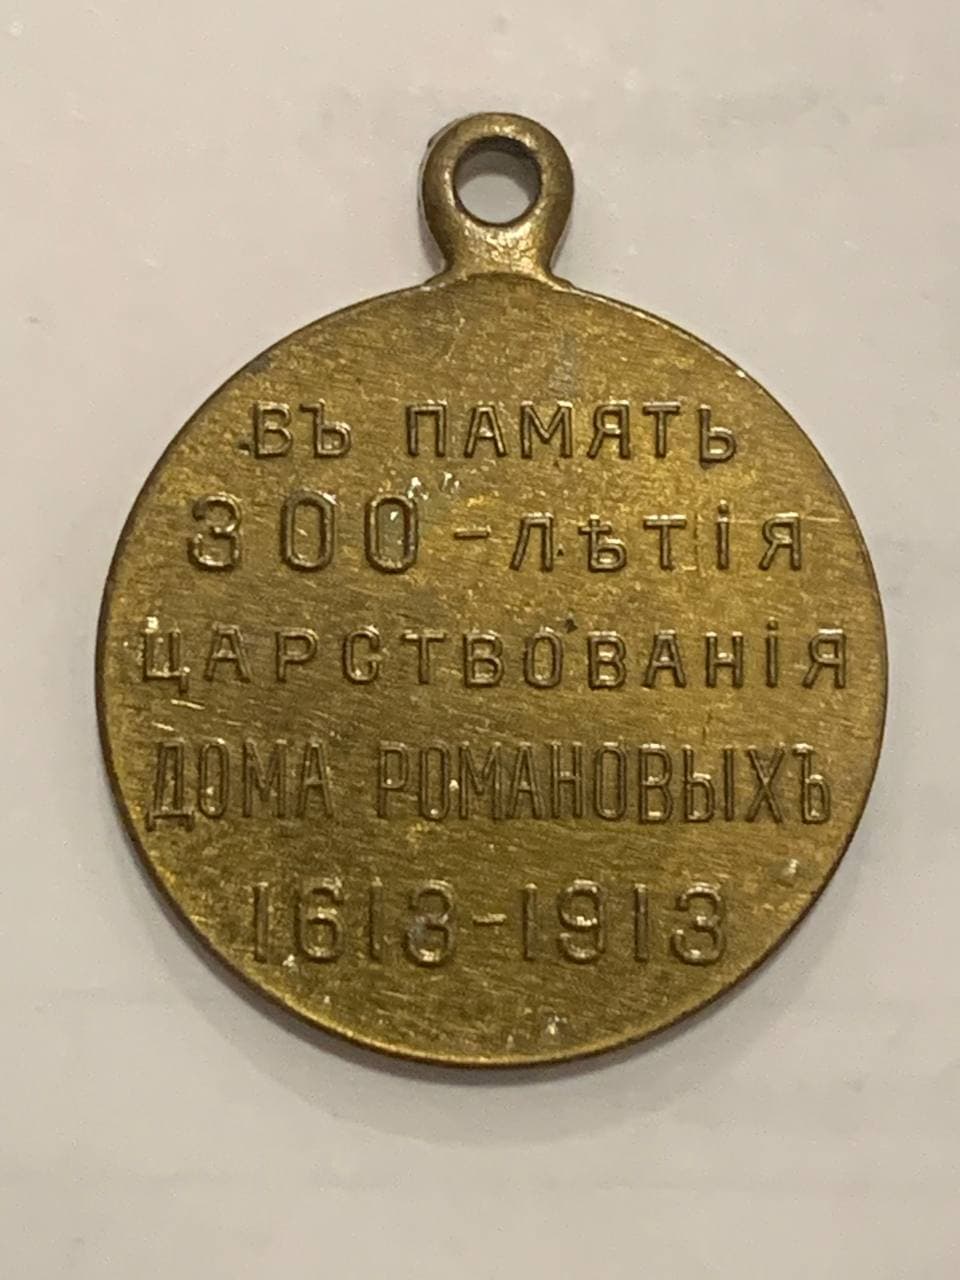 ВЪ ПАМЯТЬ
300-ЛѢТІЯ
ЦАРСТВОВАНІЯ
ДОМА РОМАНОВЫХЪ
1613-1913